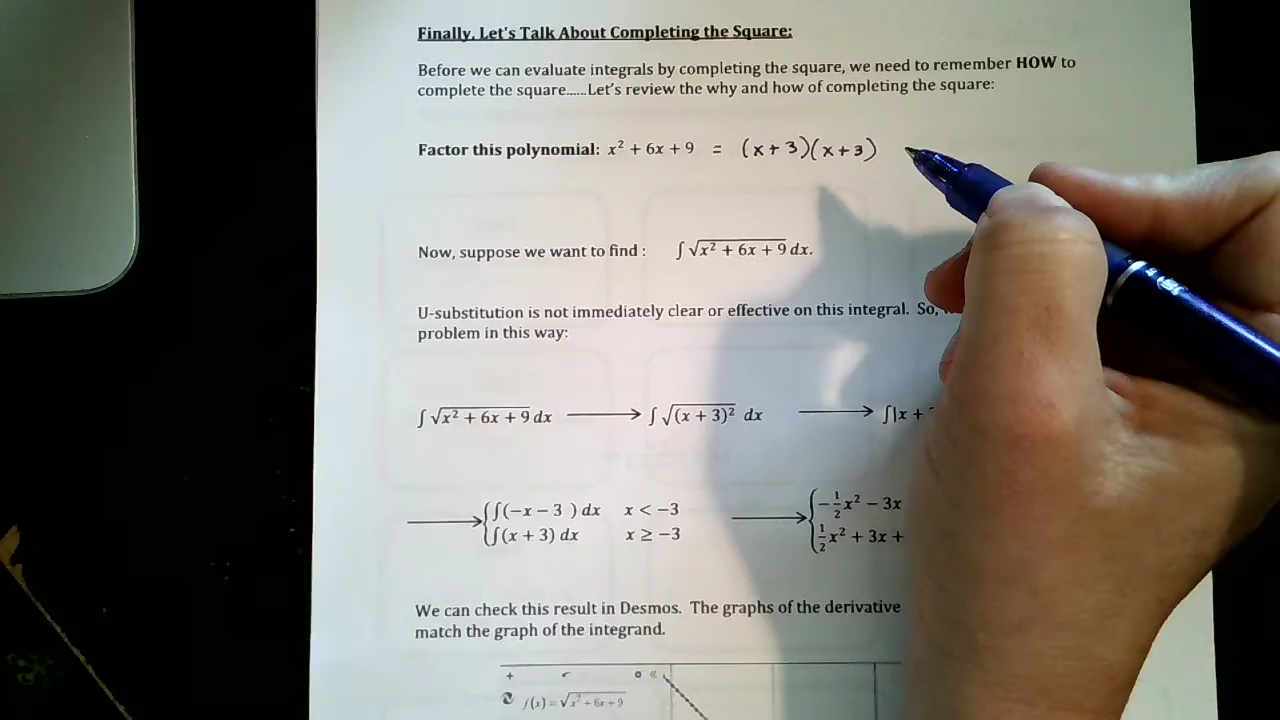 Finally, Let's Talk About Completing the Square:
Before we can evaluate integrals by completing the square, we need to remember HOW to
complete the square......Let's review the why and how of completing the square:
Factor this polynomial: x² + 6x + 9 = (x+3)(x+3)
Now, suppose we want to find : ∫√(x² + 6x + 9) dx.
U-substitution is not immediately clear or effective on this integral. So,
problem in this way:
∫√(x² + 6x + 9) dx ⟶ ∫√((x + 3)²) dx ⟶ ∫|x +
⟶ { ∫(−x − 3 ) dx x < −3 ⟶ { −½x² − 3x
∫(x + 3) dx x ≥ −3 ½x² + 3x +
We can check this result in Desmos. The graphs of the derivative
match the graph of the integrand.
f(x) = √(x² + 6x + 9)